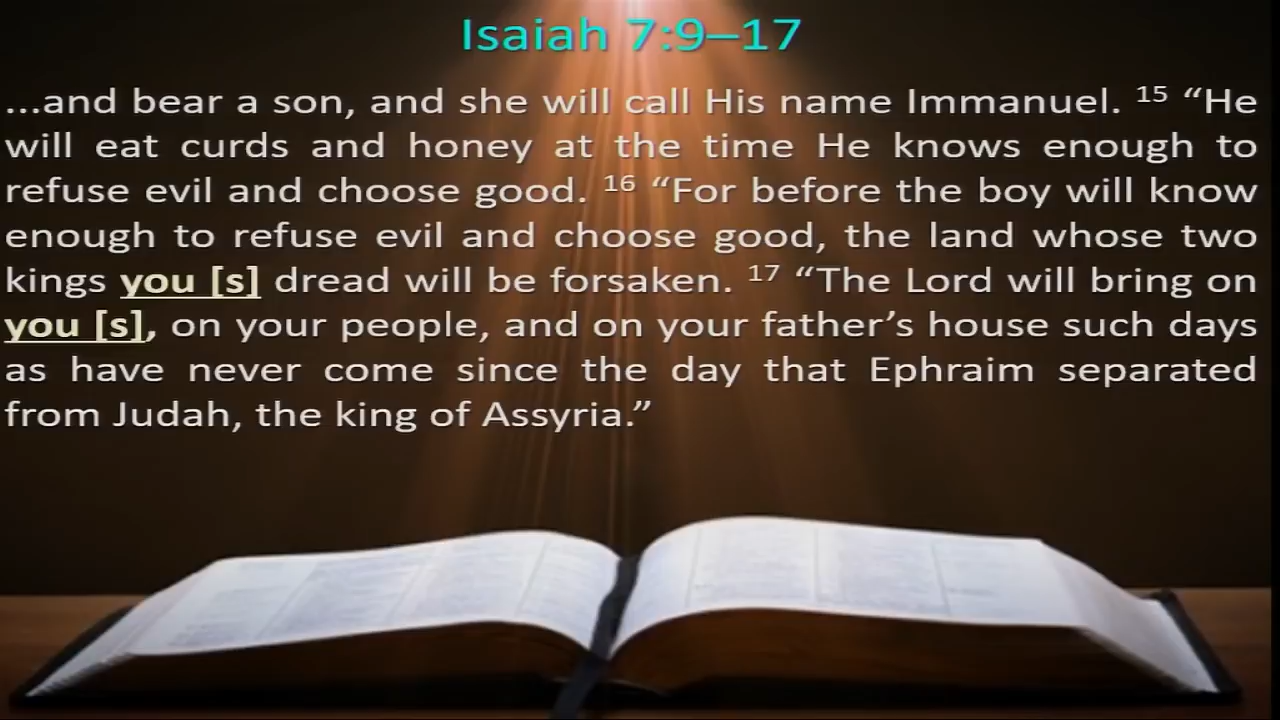 Isaiah 7:9–17
...and bear a son, and she will call His name Immanuel. 15 “He
will eat curds and honey at the time He knows enough to
refuse evil and choose good. 16 “For before the boy will know
enough to refuse evil and choose good, the land whose two
kings you [s] dread will be forsaken. 17 “The Lord will bring on
you [s], on your people, and on your father’s house such days
as have never come since the day that Ephraim separated
from Judah, the king of Assyria.”